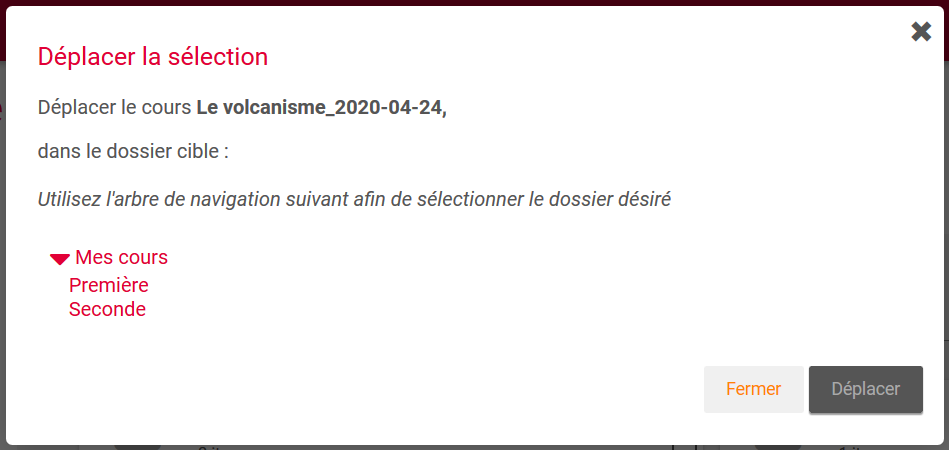 Déplacer la sélection
Déplacer le cours Le volcanisme_2020-04-24,
dans le dossier cible :
Utilisez l'arbre de navigation suivant afin de sélectionner le dossier désiré
Mes cours
Première
Seconde
Fermer
Déplacer